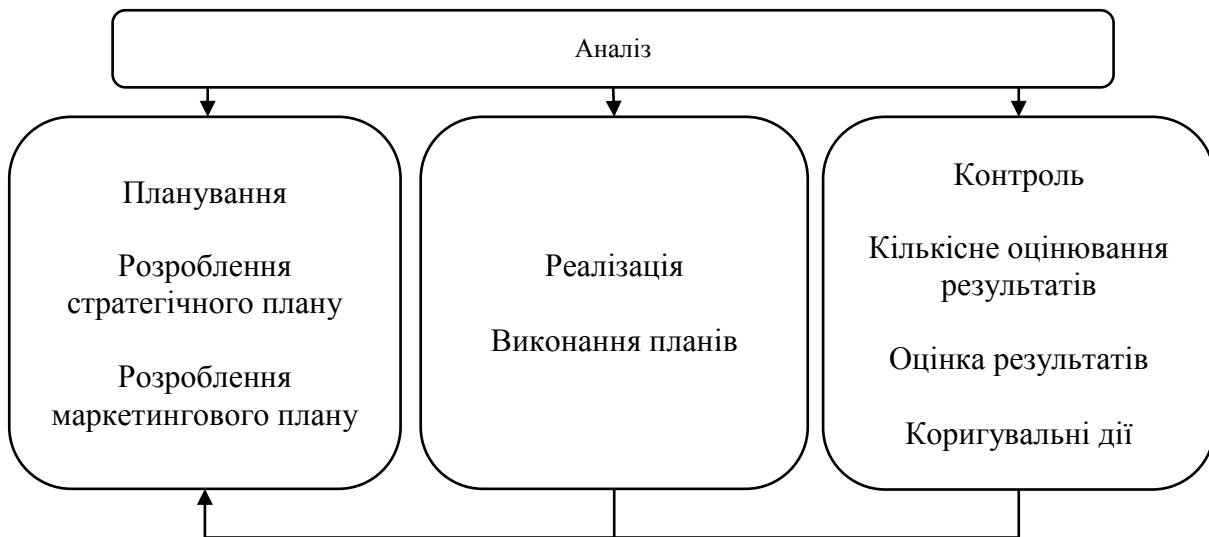 Аналіз
Планування
Розроблення
стратегічного плану
Розроблення
маркетингового плану
Реалізація
Виконання планів
Контроль
Кількісне оцінювання
результатів
Оцінка результатів
Коригувальні дії